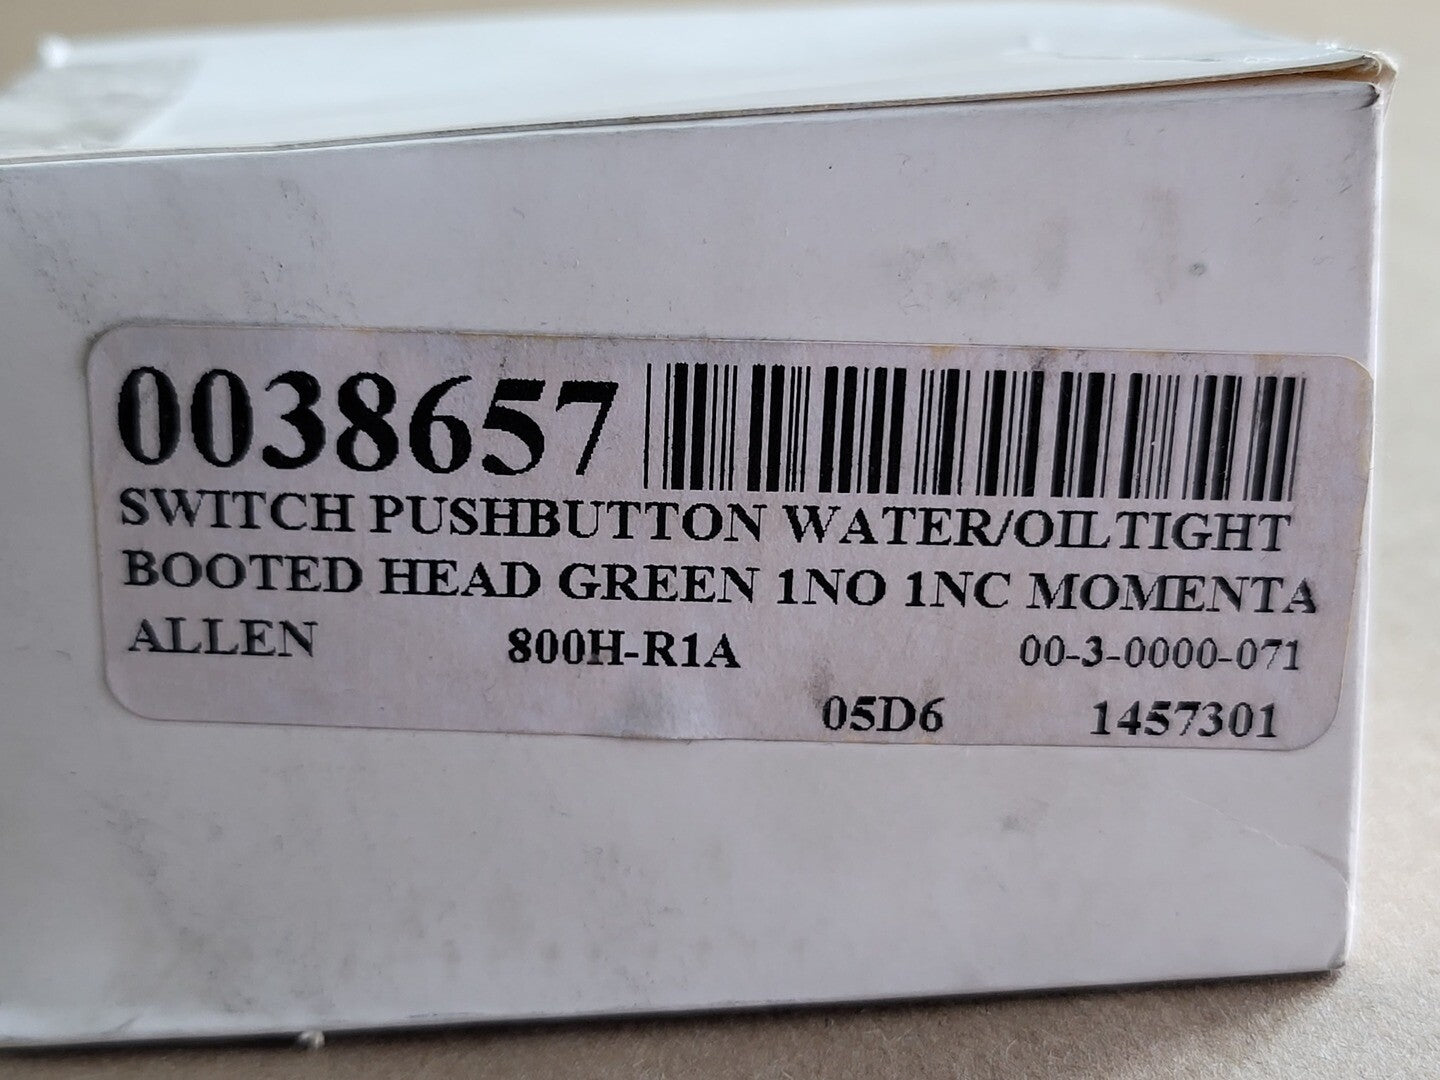 0038657
SWITCH PUSHBUTTON WATER/OILTIGHT
BOOTED HEAD GREEN 1NO 1NC MOMENTA
ALLEN 800H-R1A 00-3-0000-071
05D6 1457301